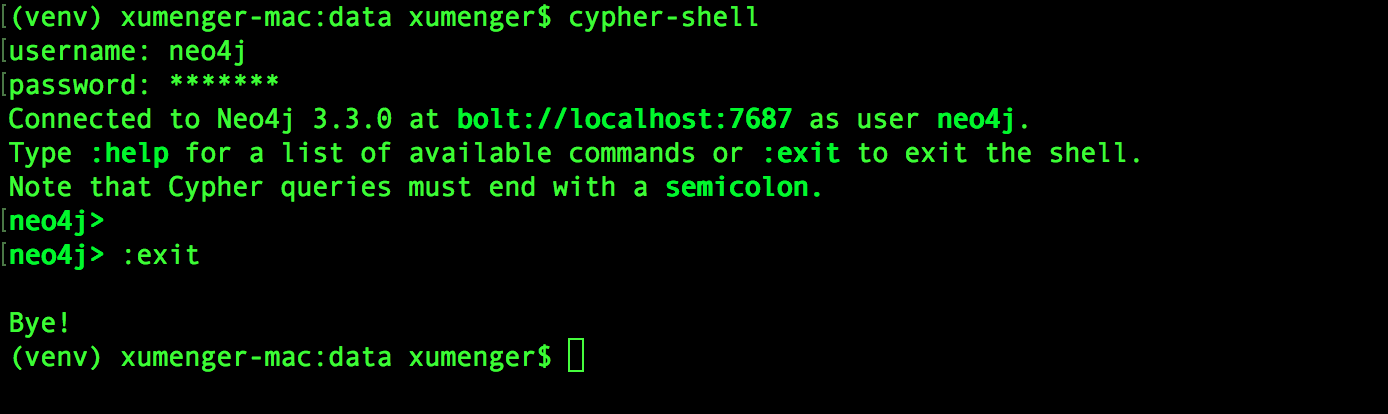 (venv) xumenger-mac:data xumenger$ cypher-shell
username: neo4j
password: *******
Connected to Neo4j 3.3.0 at bolt://localhost:7687 as user neo4j.
Type :help for a list of available commands or :exit to exit the shell.
Note that Cypher queries must end with a semicolon.
neo4j>
neo4j> :exit
Bye!
(venv) xumenger-mac:data xumenger$